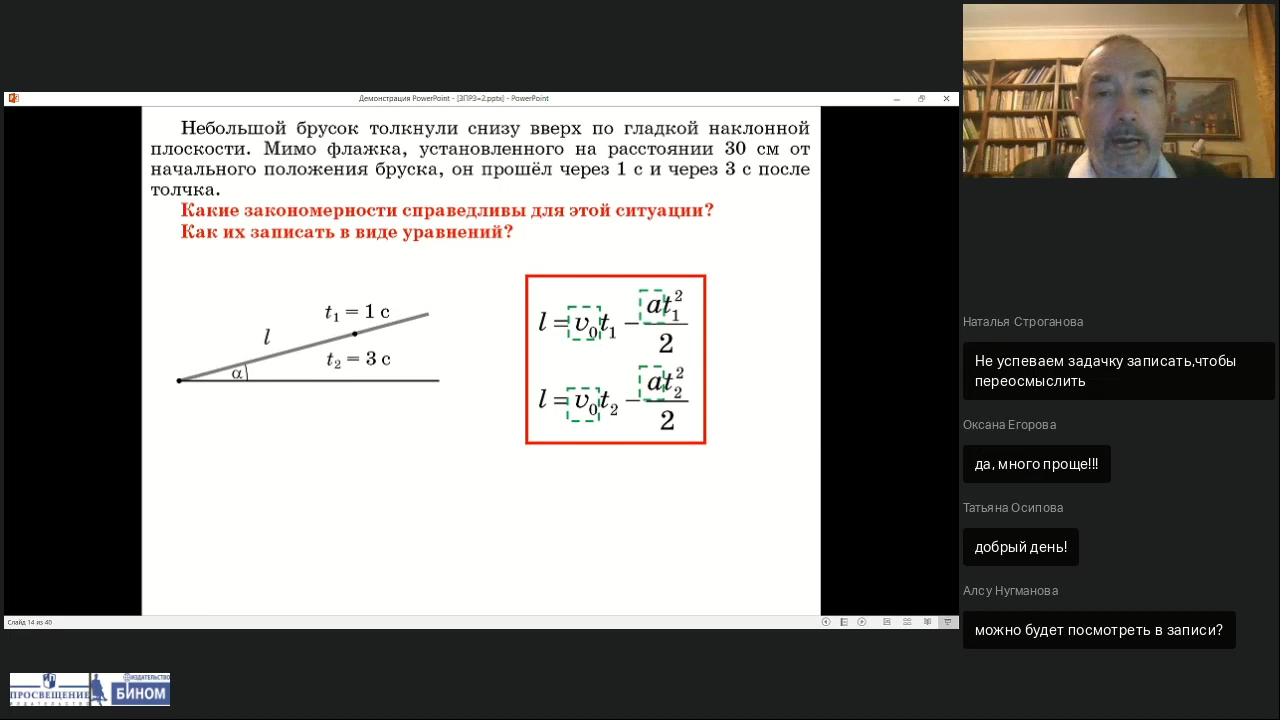 Демонстрация PowerPoint - [ЗПРЗ=2.pptx] - PowerPoint
Небольшой брусок толкнули снизу вверх по гладкой наклонной
плоскости. Мимо флажка, установленного на расстоянии 30 см от
начального положения бруска, он прошёл через 1 с и через 3 с после
толчка.
Какие закономерности справедливы для этой ситуации?
Как их записать в виде уравнений?
t₁ = 1 с
l
t₂ = 3 с
α
l = v₀t₁ − at₁²/2
l = v₀t₂ − at₂²/2
Слайд 14 из 40
Наталья Строганова
Не успеваем задачку записать,чтобы
переосмыслить
Оксана Егорова
да, много проще!!!
Татьяна Осипова
добрый день!
Алсу Нугманова
можно будет посмотреть в записи?
ПРОСВЕЩЕНИЕ
ИЗДАТЕЛЬСТВО
ИЗДАТЕЛЬСТВО
БИНОМ